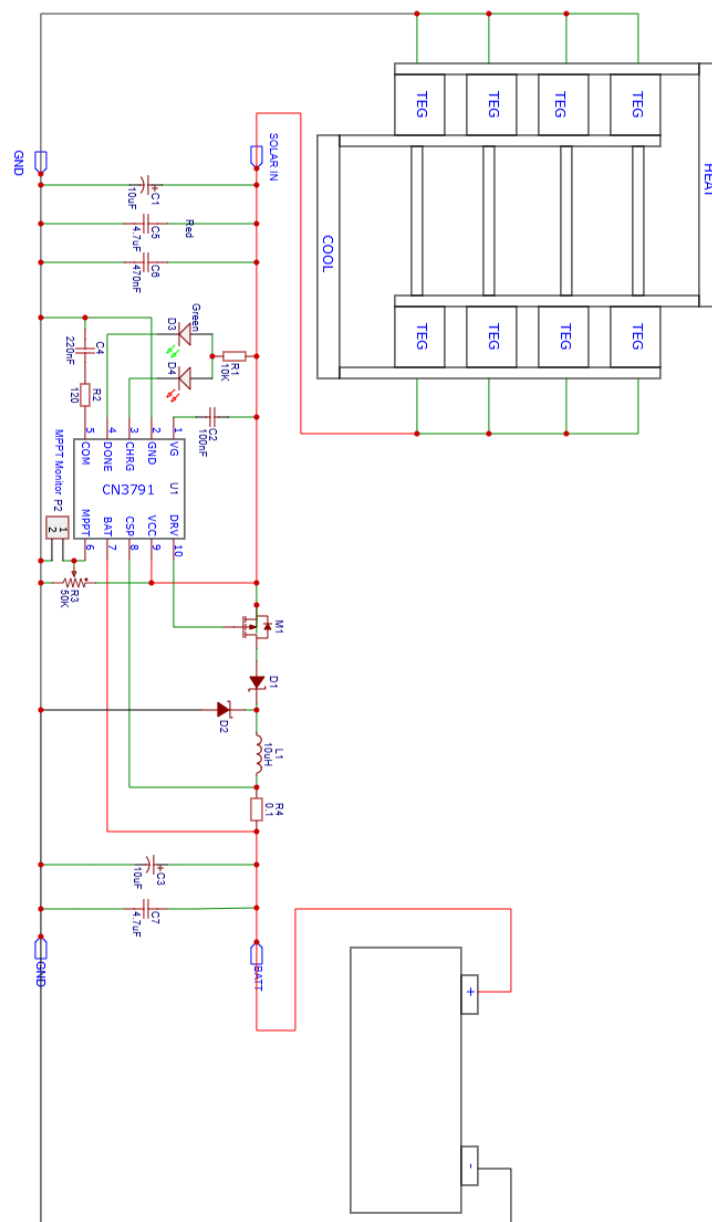 TEG
TEG
TEG
TEG
HEAT
GND
SOLAR IN
C1
10uF
Red
C5
4.7uF
C6
470nF
COOL
TEG
TEG
TEG
TEG
Green
D3
D4
R1
10K
C4
220nF
R2
120
C2
100nF
5
4
3
2
1
COM
DONE
CHRG
GND
VG
CN3791
U1
MPPT
BAT
CSP
VCC
DRV
6
7
8
9
10
MPPT Monitor P2
1
2
R3
50K
M1
D1
D2
L1
10uH
R4
0.1
C3
10uF
C7
4.7uF
GND
BATT
+
-